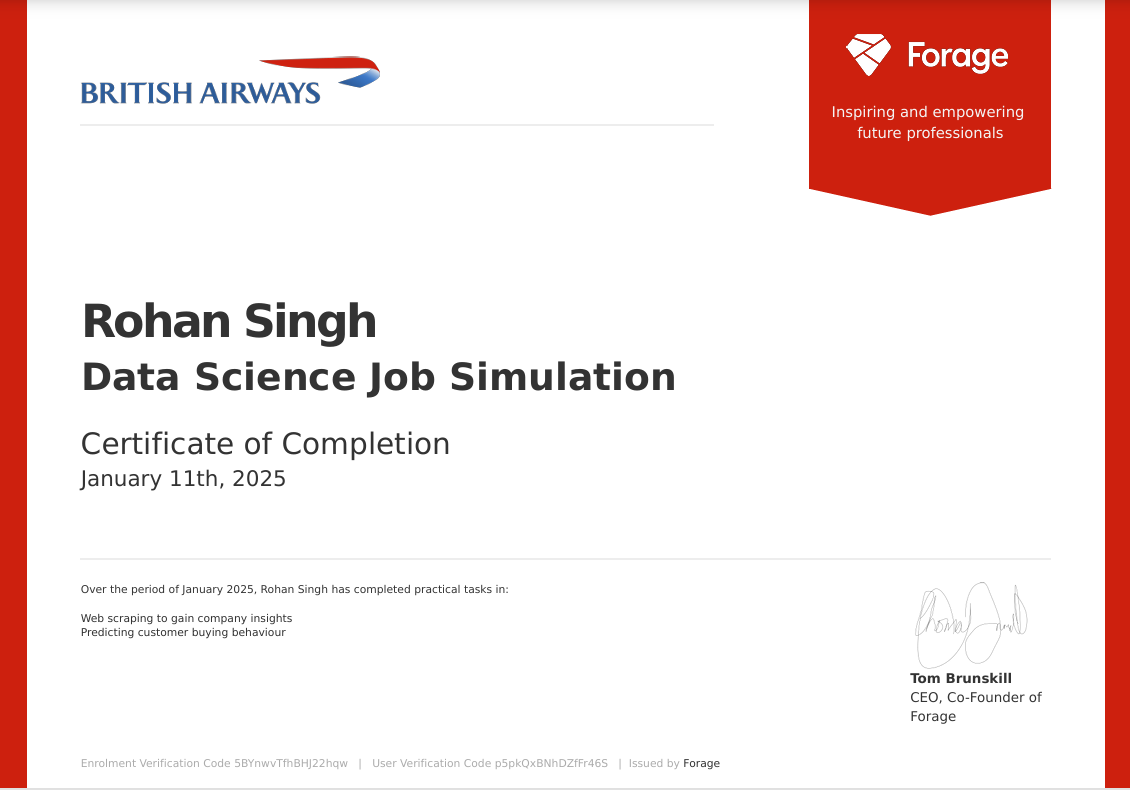 BRITISH AIRWAYS
Forage
Inspiring and empowering
future professionals
Rohan Singh
Data Science Job Simulation
Certificate of Completion
January 11th, 2025
Over the period of January 2025, Rohan Singh has completed practical tasks in:
Web scraping to gain company insights
Predicting customer buying behaviour
Tom Brunskill
CEO, Co-Founder of
Forage
Enrolment Verification Code 5BYnwvTfhBHJ22hqw | User Verification Code p5pkQxBNhDZfFr46S | Issued by Forage